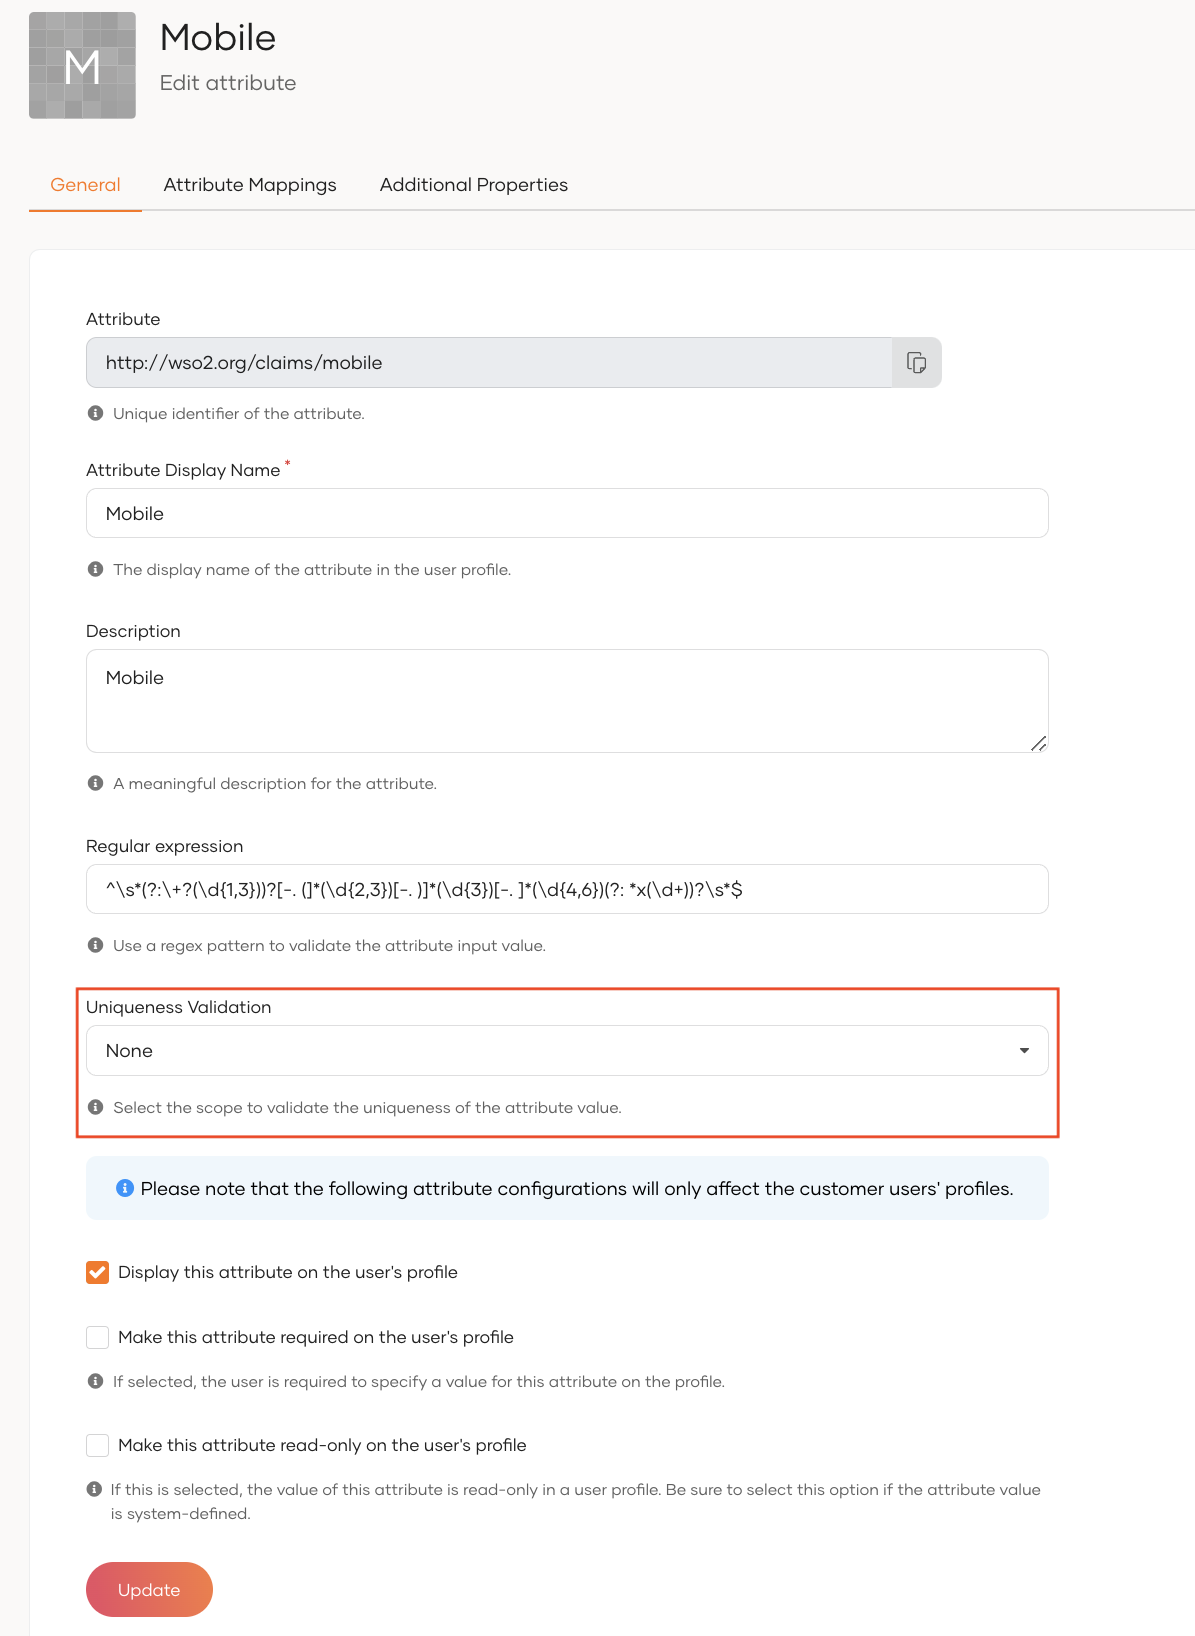 M
Mobile
Edit attribute
General
Attribute Mappings
Additional Properties
Attribute
http://wso2.org/claims/mobile
Unique identifier of the attribute.
Attribute Display Name *
Mobile
The display name of the attribute in the user profile.
Description
Mobile
A meaningful description for the attribute.
Regular expression
^\s*(?:\+?(\d{1,3}))?[-. (]*(\d{2,3})[-. )]*(\d{3})[-. ]*(\d{4,6})(?: *x(\d+))?\s*$
Use a regex pattern to validate the attribute input value.
Uniqueness Validation
None
Select the scope to validate the uniqueness of the attribute value.
Please note that the following attribute configurations will only affect the customer users' profiles.
Display this attribute on the user's profile
Make this attribute required on the user's profile
If selected, the user is required to specify a value for this attribute on the profile.
Make this attribute read-only on the user's profile
If this is selected, the value of this attribute is read-only in a user profile. Be sure to select this option if the attribute value
is system-defined.
Update